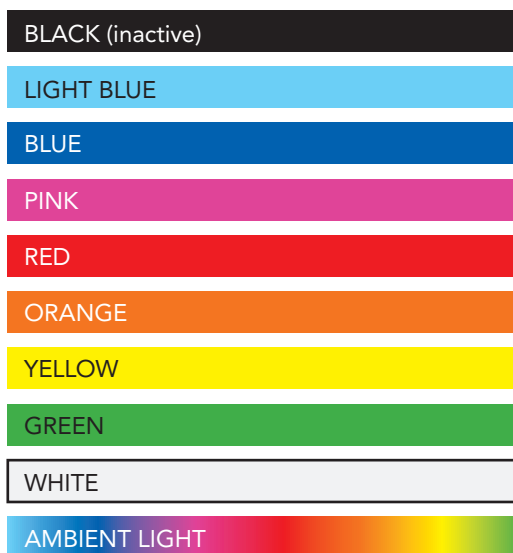 BLACK (inactive)
LIGHT BLUE
BLUE
PINK
RED
ORANGE
YELLOW
GREEN
WHITE
AMBIENT LIGHT